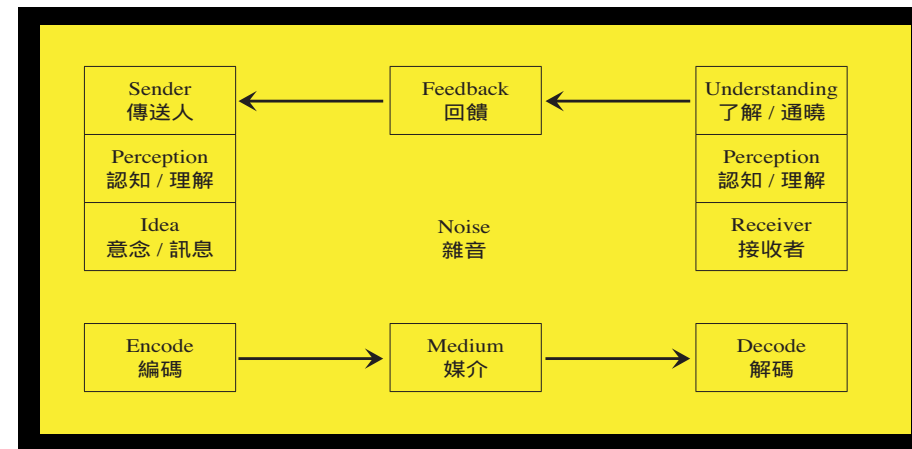 Sender
傳送人
Feedback
回饋
Understanding
了解 / 通曉
Perception
認知 / 理解
Perception
認知 / 理解
Idea
意念 / 訊息
Noise
雜音
Receiver
接收者
Encode
編碼
Medium
媒介
Decode
解碼